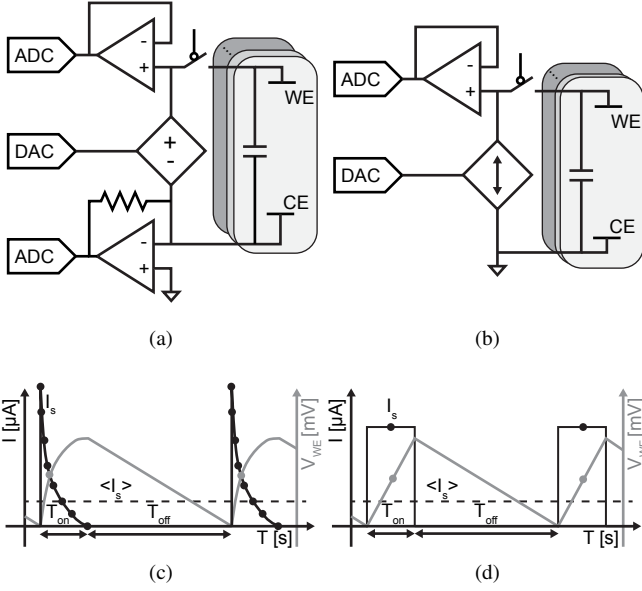 ADC
-
+
WE
DAC
+
-
ADC
-
+
CE
(a)
ADC
-
+
WE
DAC
CE
(b)
I [µA]
I_s
<I_s>
T_on
T_off
T [s]
V_WE [mV]
(c)
I [µA]
I_s
<I_s>
T_on
T_off
T [s]
V_WE [mV]
(d)